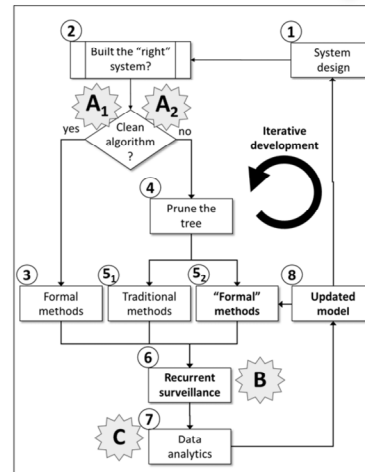 2
Built the "right"
system?
1
System
design
A1
A2
yes
Clean
algorithm
?
no
Iterative
development
4
Prune the
tree
3
Formal
methods
51
Traditional
methods
52
"Formal"
methods
8
Updated
model
6
Recurrent
surveillance
B
C
7
Data
analytics